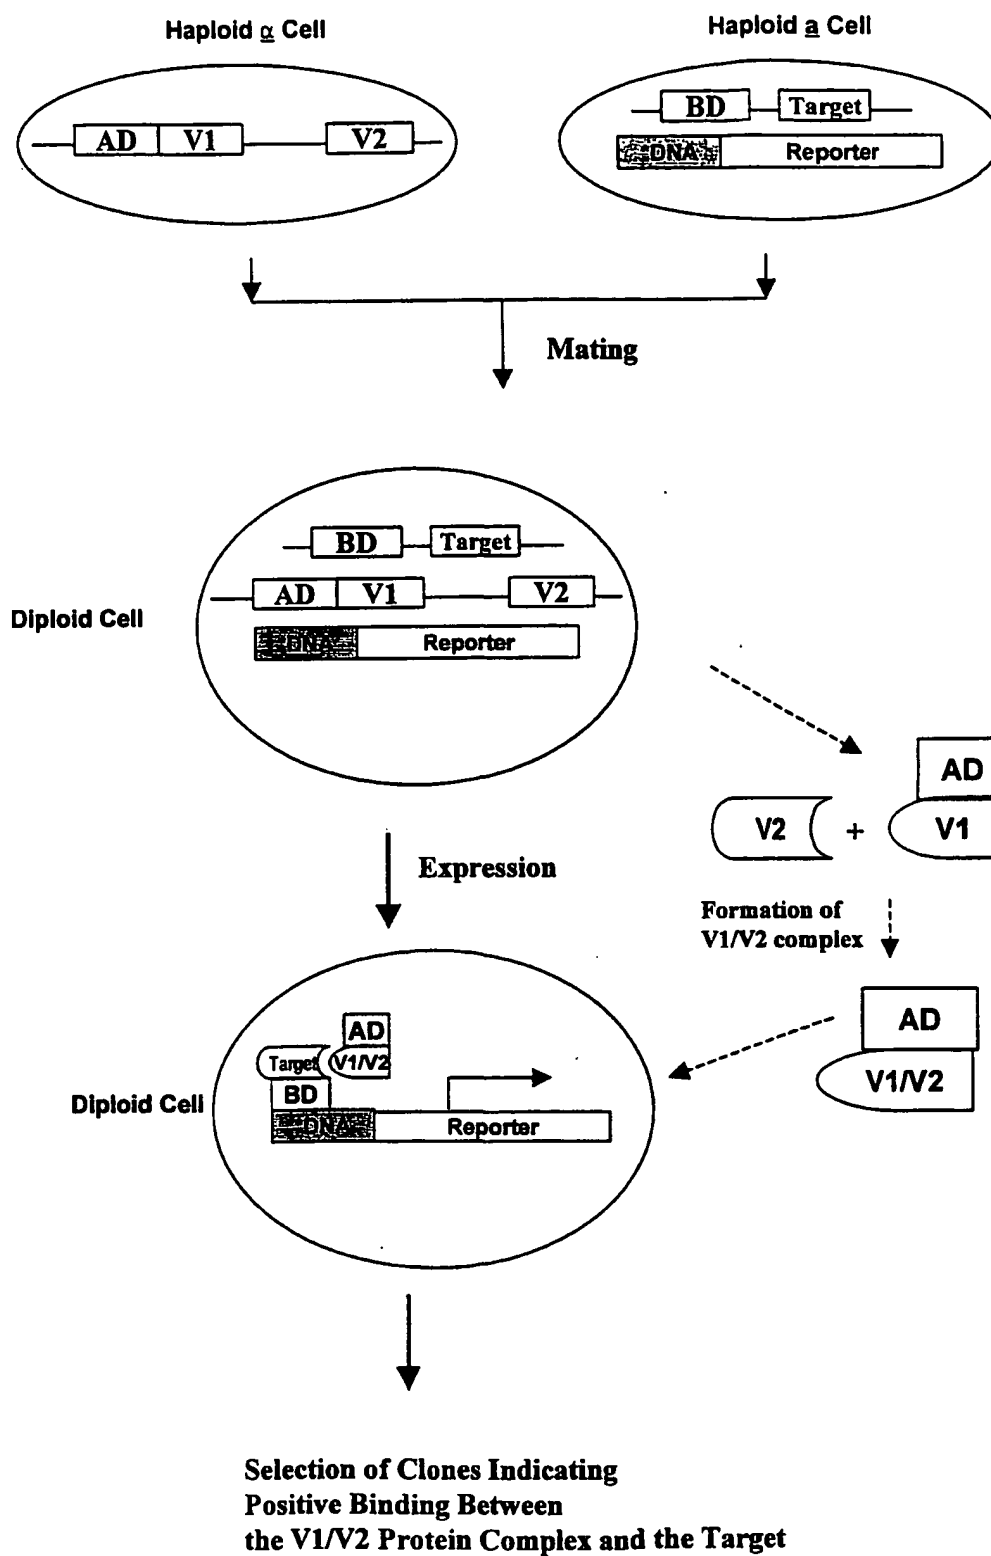 Haploid α Cell
Haploid a Cell
AD V1 V2
BD Target
*DNA* Reporter
Mating
BD Target
AD V1 V2
Diploid Cell
DNA Reporter
AD
V2 + V1
Expression
Formation of
V1/V2 complex
AD
V1/V2
AD
Target V1/V2
BD
Diploid Cell
DNA Reporter
Selection of Clones Indicating
Positive Binding Between
the V1/V2 Protein Complex and the Target